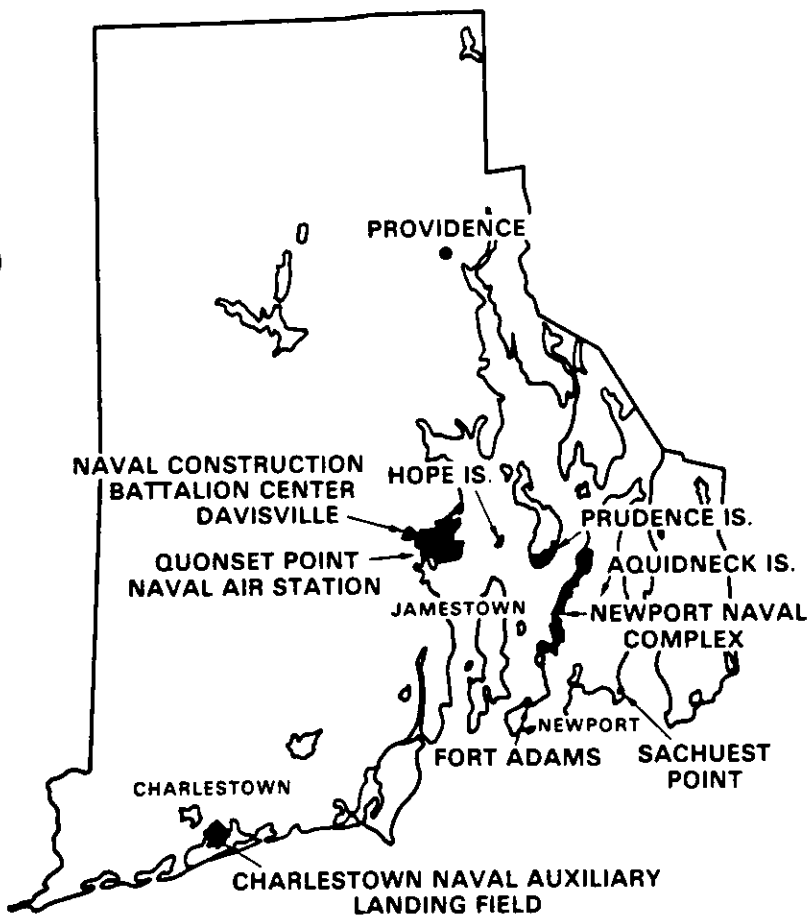 PROVIDENCE
NAVAL CONSTRUCTION
BATTALION CENTER
DAVISVILLE
HOPE IS.
PRUDENCE IS.
QUONSET POINT
NAVAL AIR STATION
AQUIDNECK IS.
JAMESTOWN
NEWPORT NAVAL
COMPLEX
NEWPORT
FORT ADAMS
SACHUEST
POINT
CHARLESTOWN
CHARLESTOWN NAVAL AUXILIARY
LANDING FIELD